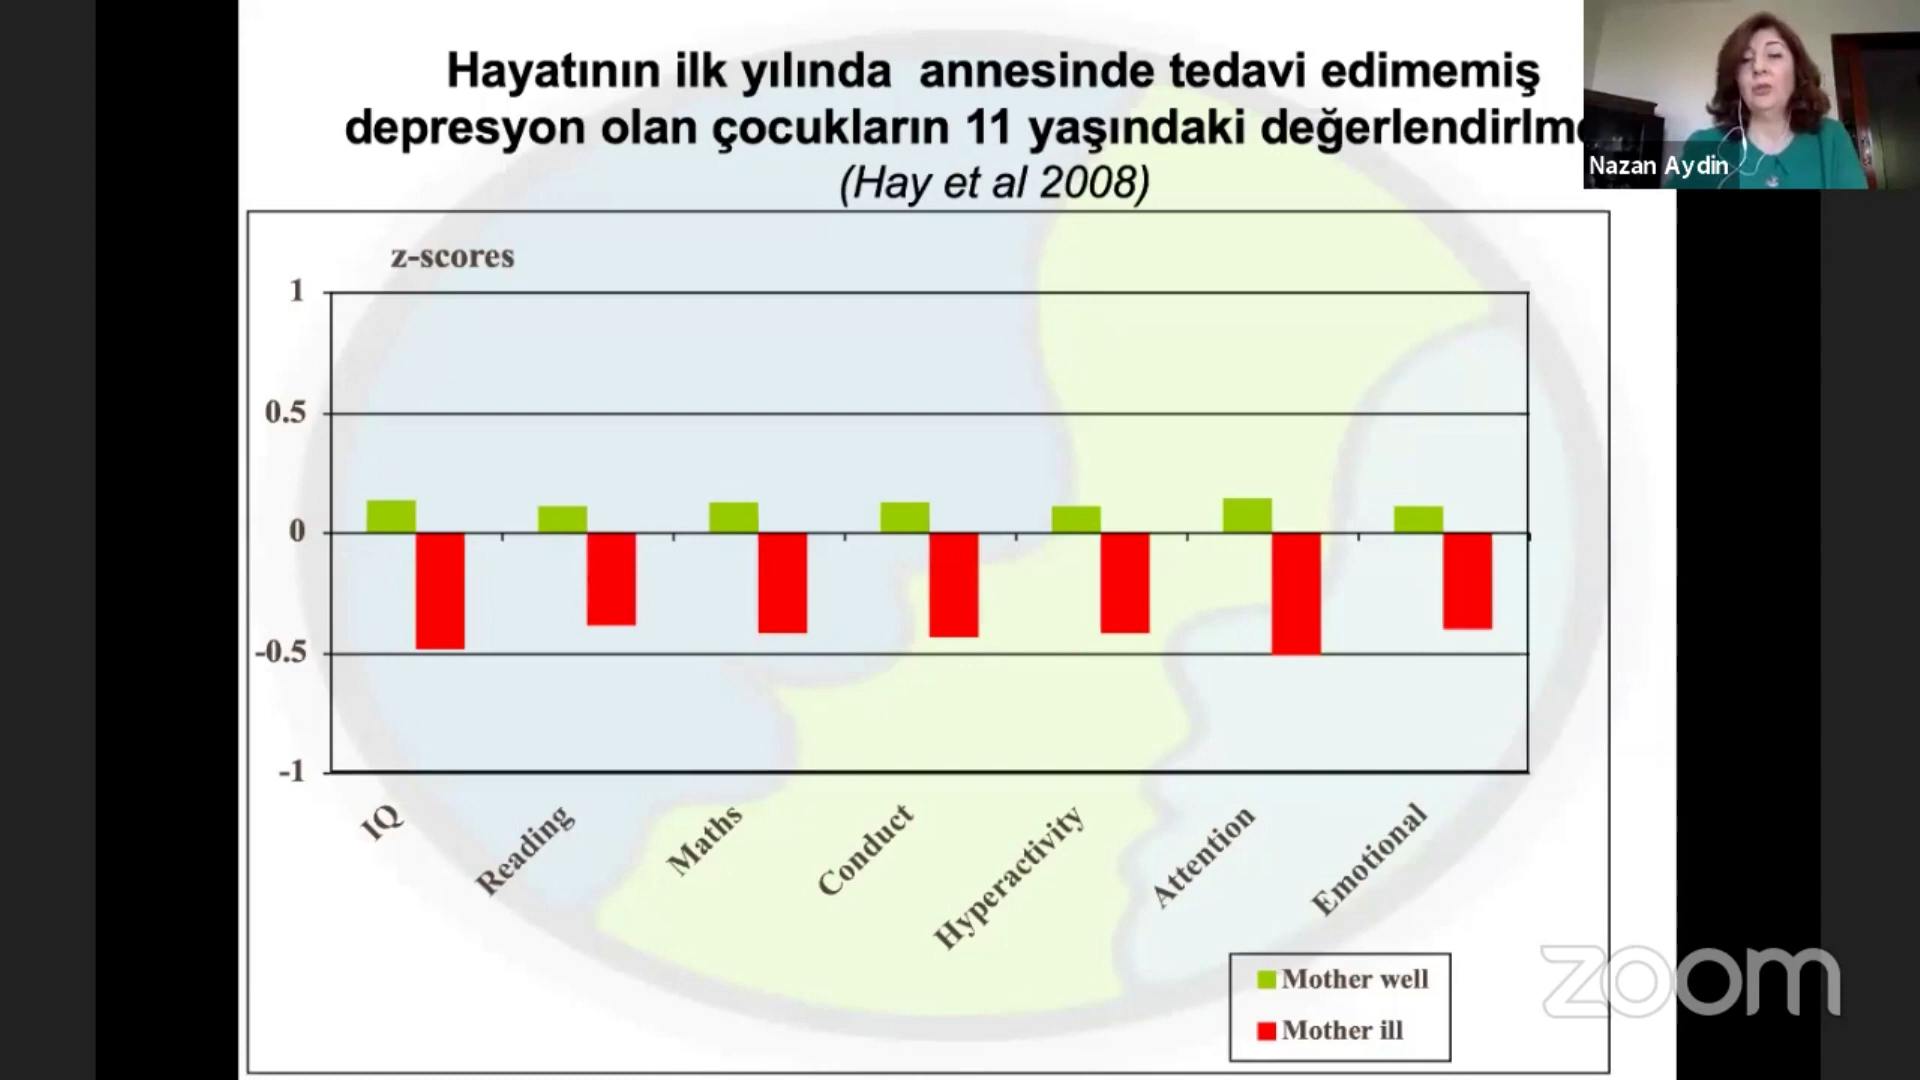 Hayatının ilk yılında annesinde tedavi edimemiş
depresyon olan çocukların 11 yaşındaki
(Hay et al 2008)
Nazan Aydin
z-scores
1
0.5
0
-0.5
-1
IQ
Reading
Maths
Conduct
Hyperactivity
Attention
Emotional
Mother well
Mother ill
zoom